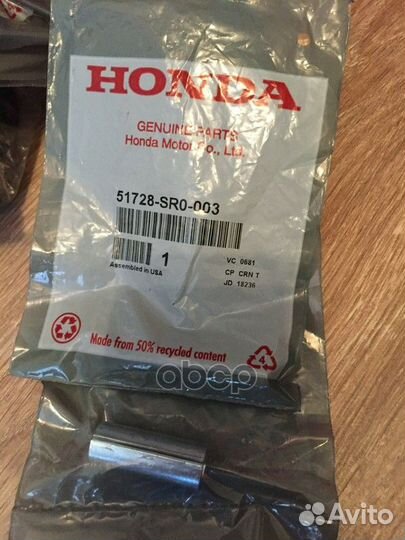 HONDA
GENUINE PARTS
Honda Motor Co., Ltd.
51728-SR0-003
1
Assembled in USA
VC 0681
CP CRN T
JD 18236
Made from 50% recycled content
4
abcp
Avito